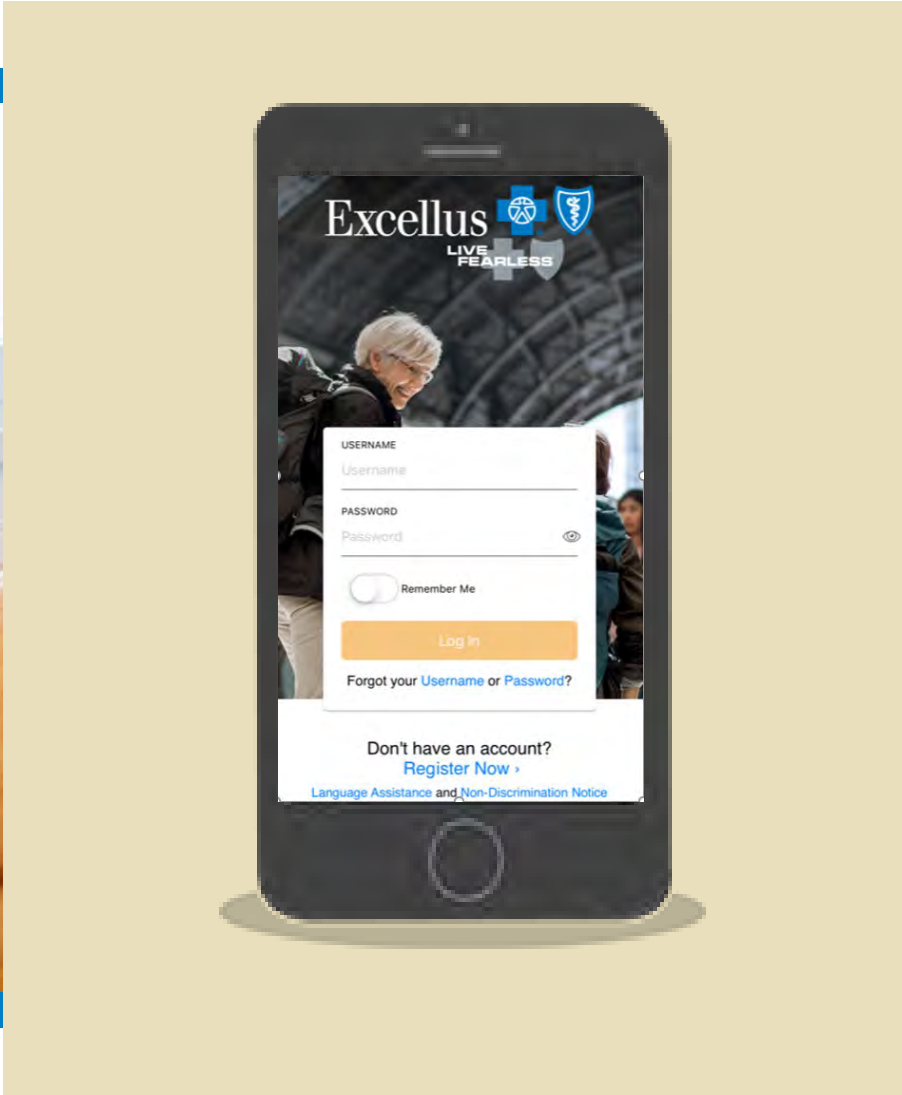 Excellus
LIVE
FEARLESS
USERNAME
Username
PASSWORD
Password
Remember Me
Log In
Forgot your Username or Password?
Don't have an account?
Register Now ›
Language Assistance and Non-Discrimination Notice